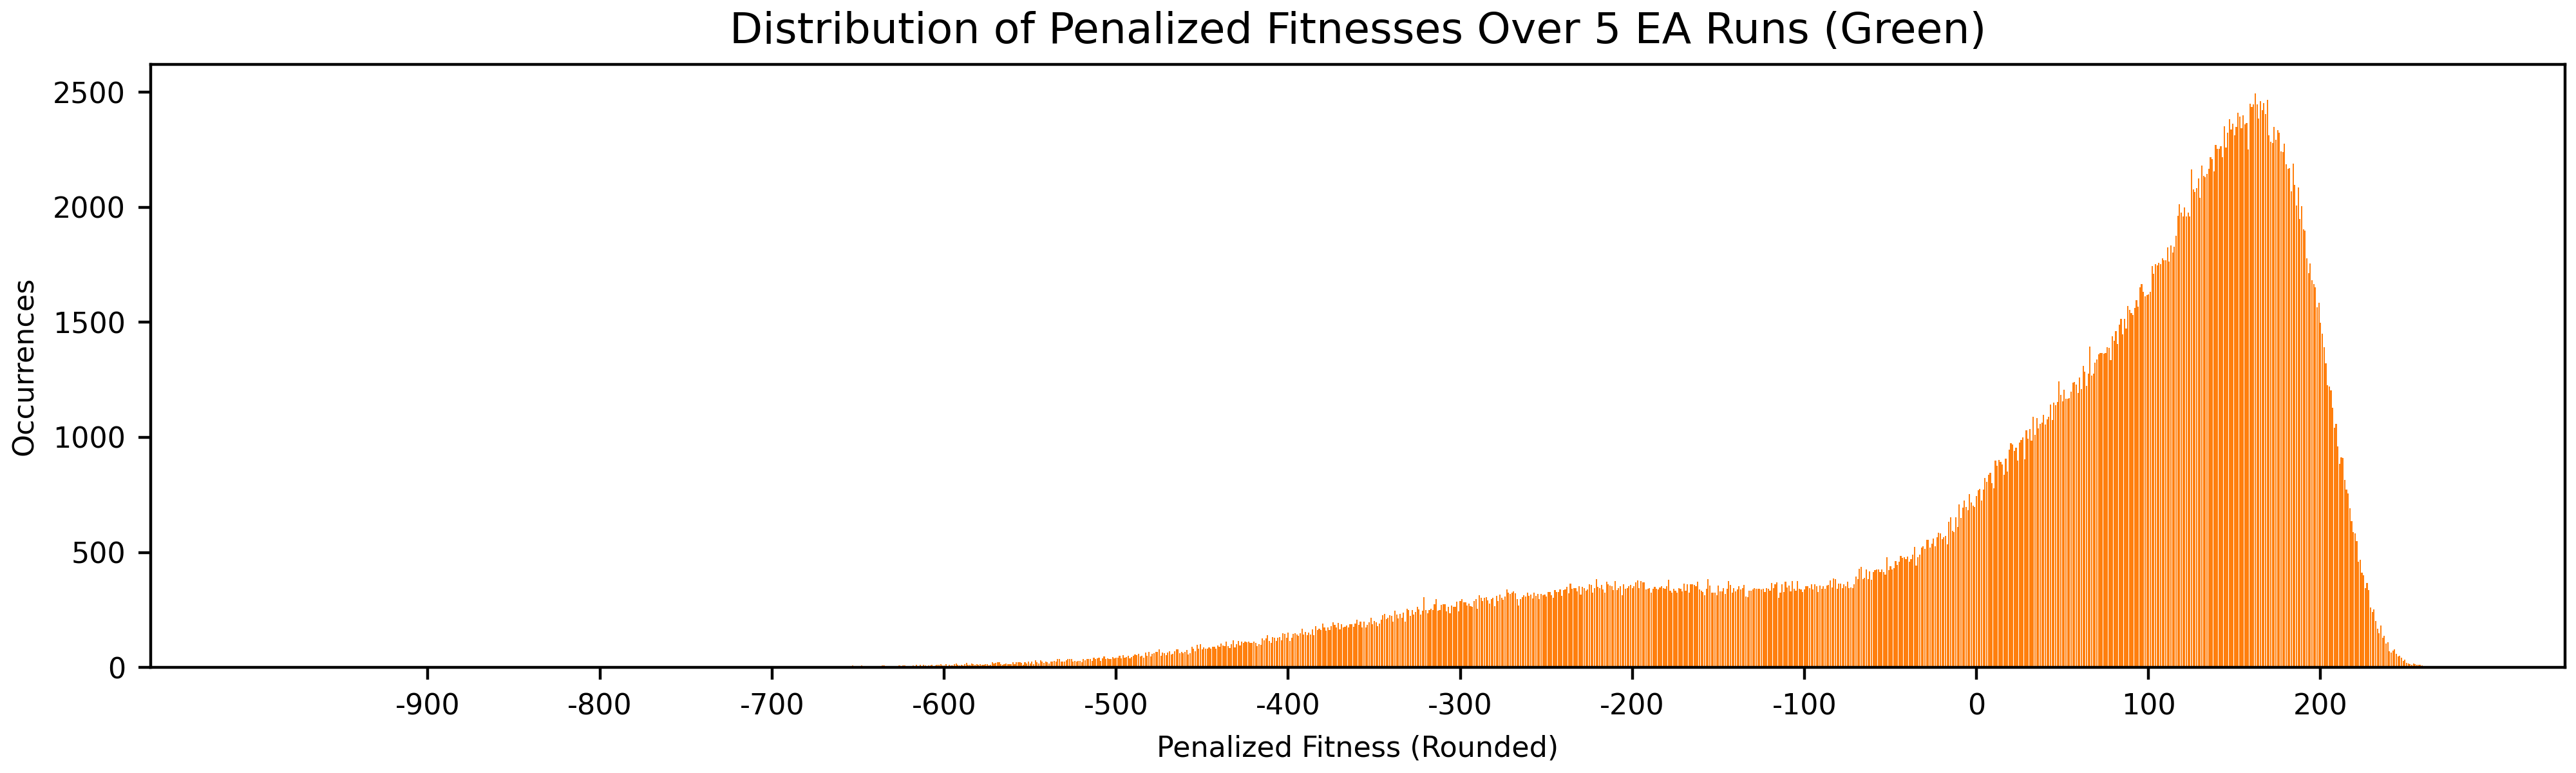 Distribution of Penalized Fitnesses Over 5 EA Runs (Green)
2500
2000
1500
1000
500
0
Occurrences
-900 -800 -700 -600 -500 -400 -300 -200 -100 0 100 200
Penalized Fitness (Rounded)